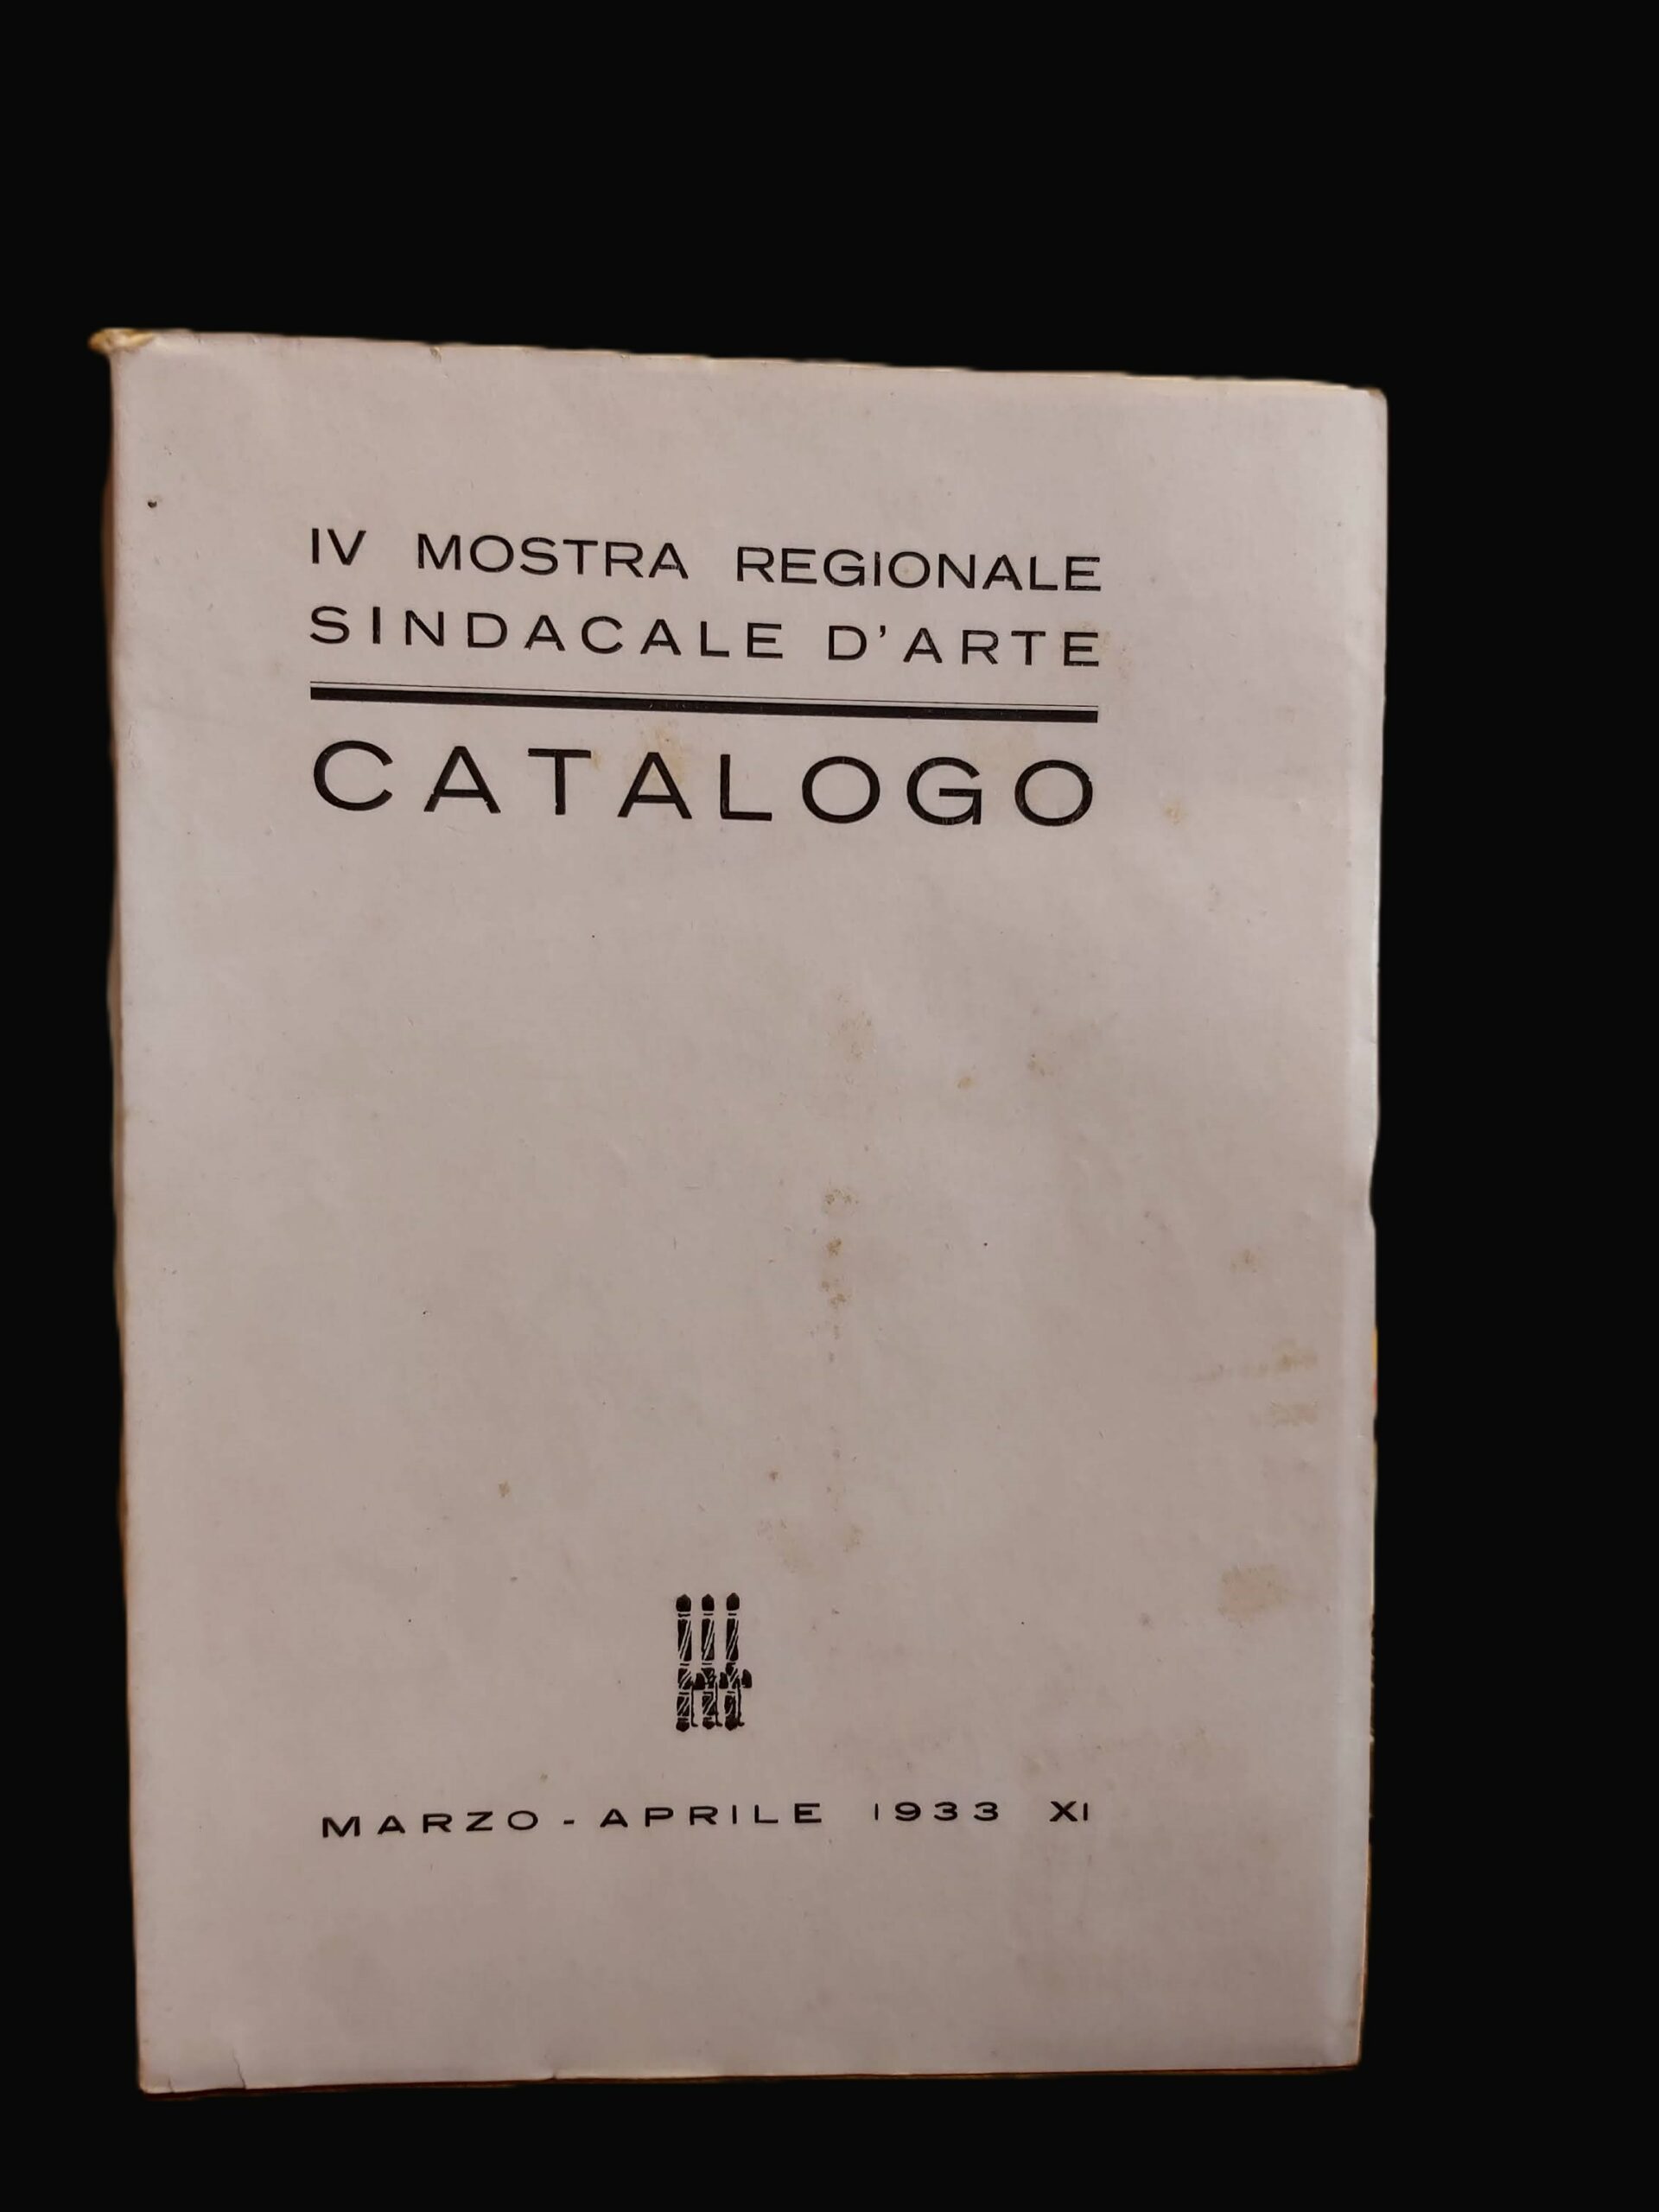 IV MOSTRA REGIONALE
SINDACALE D'ARTE
CATALOGO
MARZO - APRILE 1933 XI